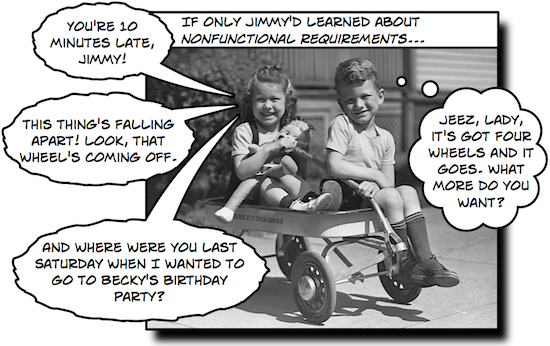 IF ONLY JIMMY'D LEARNED ABOUT
NONFUNCTIONAL REQUIREMENTS...
YOU'RE 10
MINUTES LATE,
JIMMY!
THIS THING'S FALLING
APART! LOOK, THAT
WHEEL'S COMING OFF.
AND WHERE WERE YOU LAST
SATURDAY WHEN I WANTED TO
GO TO BECKY'S BIRTHDAY
PARTY?
JEEZ, LADY,
IT'S GOT FOUR
WHEELS AND IT
GOES. WHAT
MORE DO YOU
WANT?